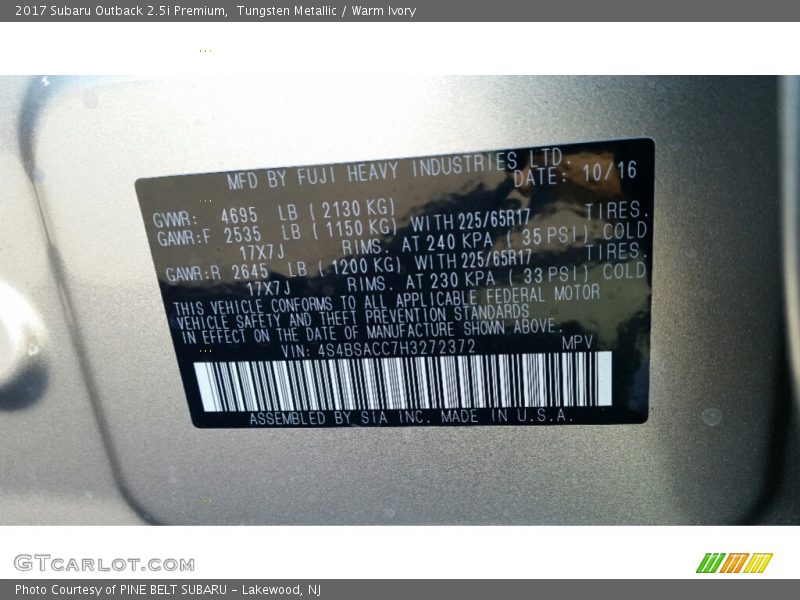 2017 Subaru Outback 2.5i Premium, Tungsten Metallic / Warm Ivory
MFD BY FUJI HEAVY INDUSTRIES LTD.
DATE: 10/16
GVWR: 4695 LB (2130 KG)
GAWR:F 2535 LB (1150 KG) WITH 225/65R17 TIRES,
17X7J RIMS. AT 240 KPA (35 PSI) COLD
GAWR:R 2645 LB (1200 KG) WITH 225/65R17 TIRES,
17X7J RIMS. AT 230 KPA (33 PSI) COLD
THIS VEHICLE CONFORMS TO ALL APPLICABLE FEDERAL MOTOR
VEHICLE SAFETY AND THEFT PREVENTION STANDARDS
IN EFFECT ON THE DATE OF MANUFACTURE SHOWN ABOVE.
VIN: 4S4BSACC7H3272372 MPV
ASSEMBLED BY SIA INC. MADE IN U.S.A.
GTCARLOT.COM
Photo Courtesy of PINE BELT SUBARU - Lakewood, NJ